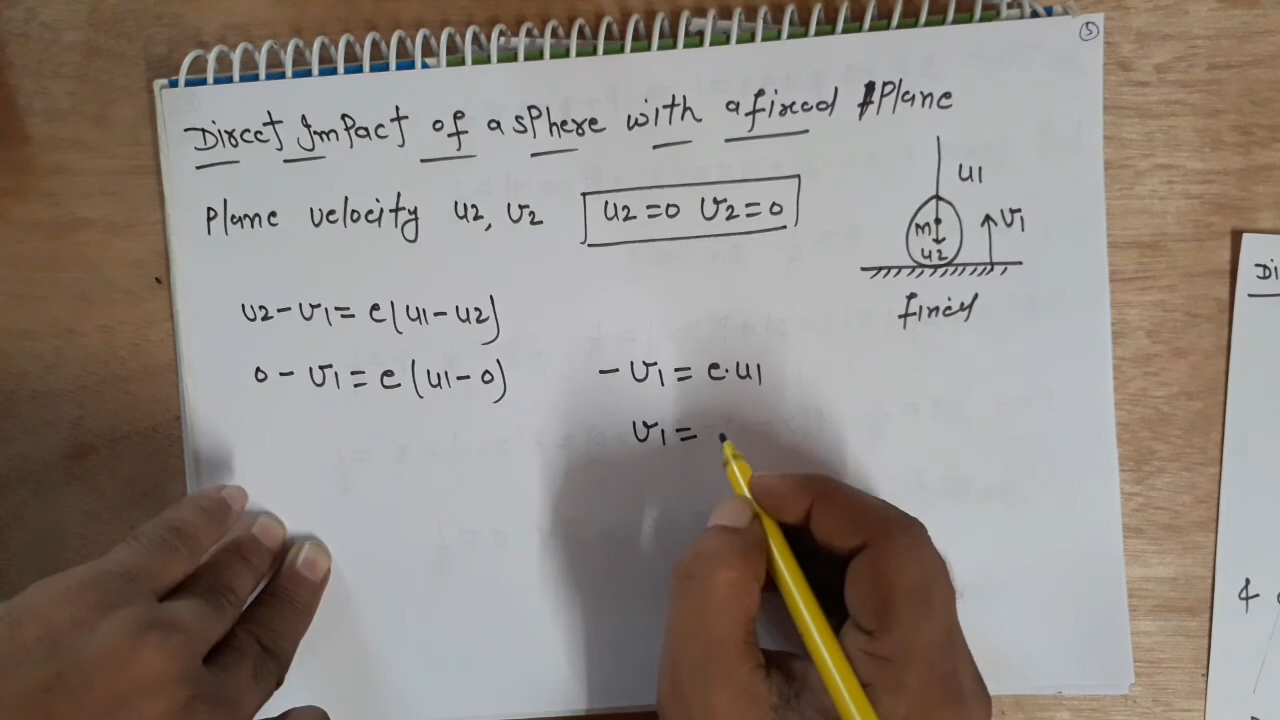 5
Direct Impact of a sphere with a fixed Plane
Plane velocity u2, v2 u2=0 v2=0
u1
m
u2
v1
fixed
v2-v1=e(u1-u2)
0-v1=e(u1-0) -v1=e.u1
v1=
Di